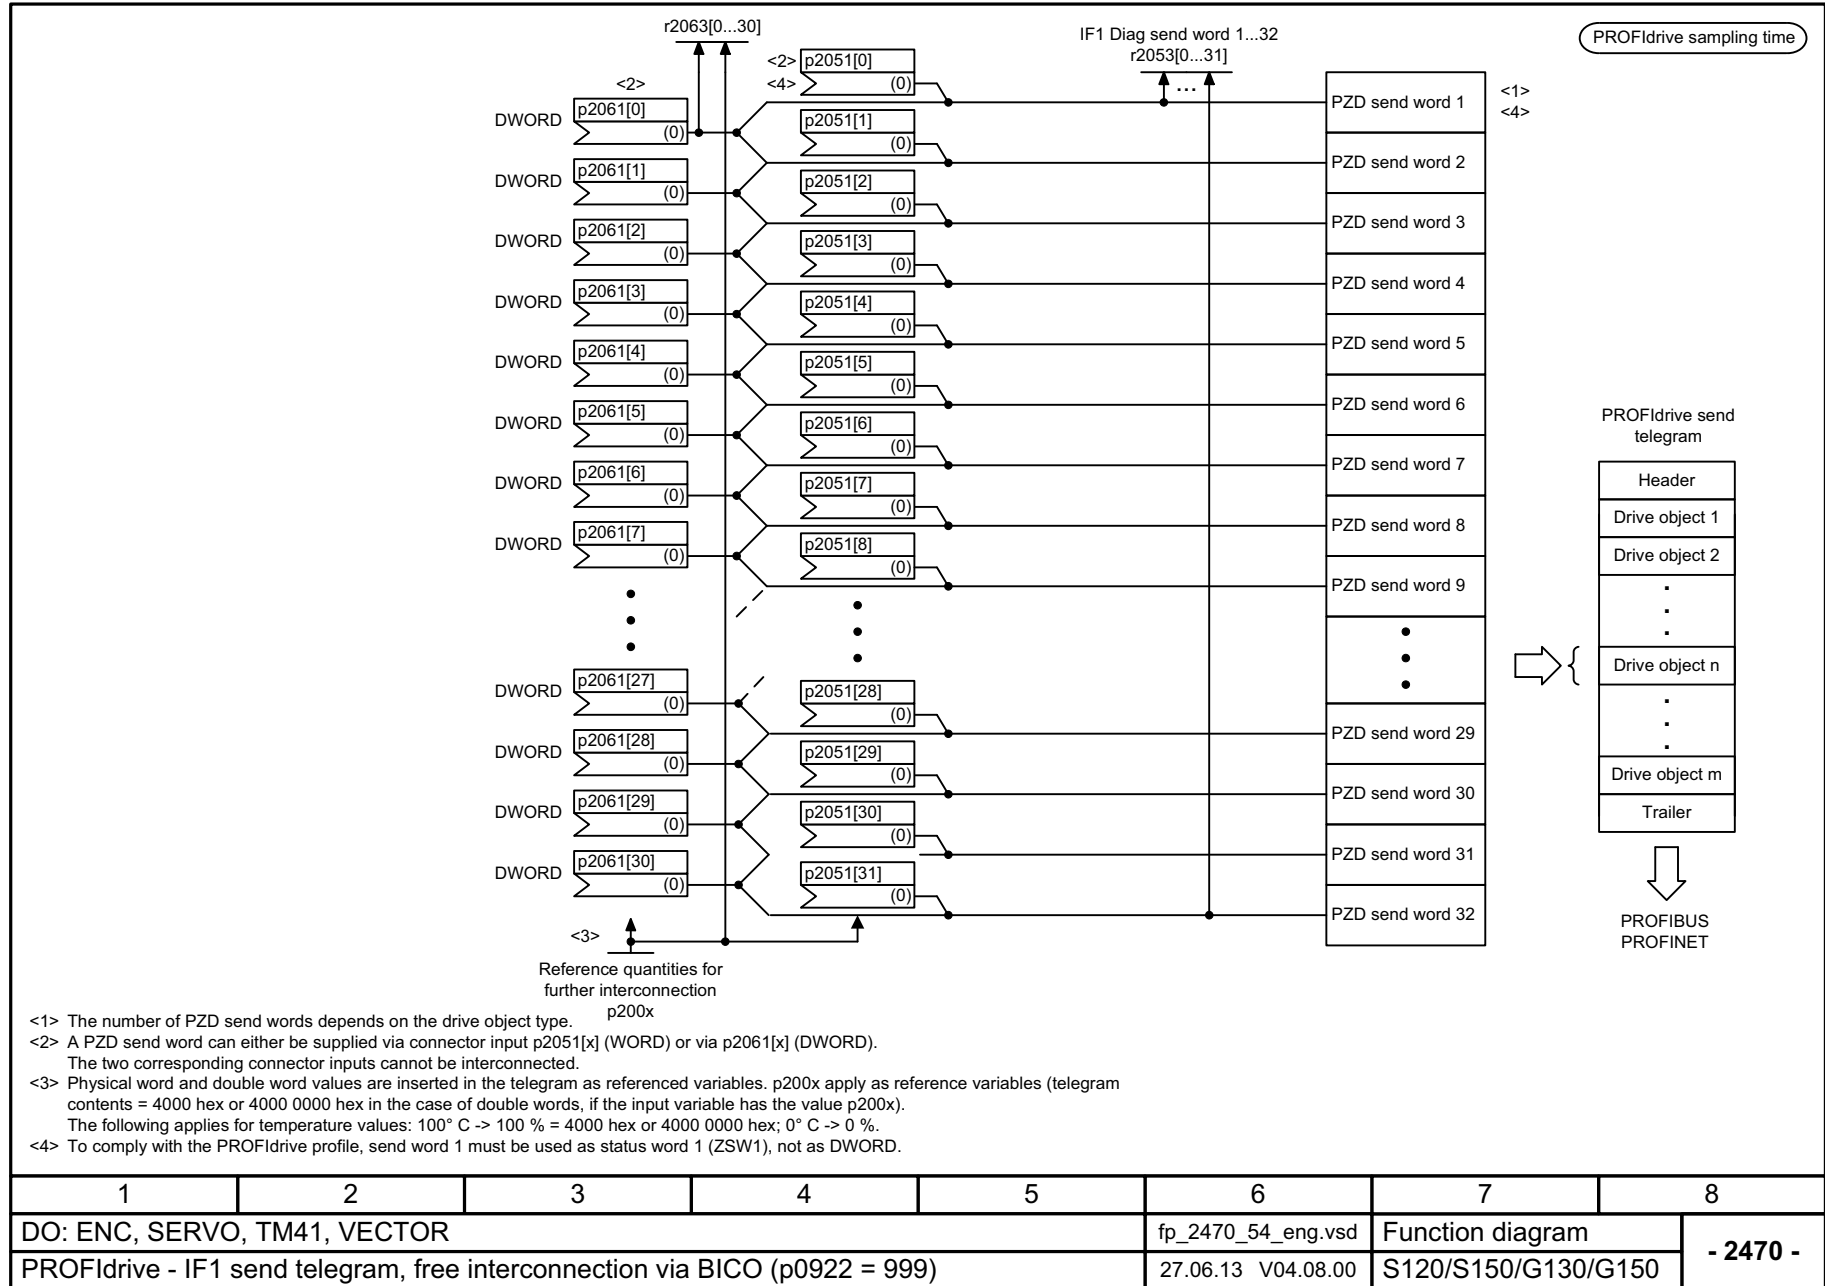 r2063[0...30]
IF1 Diag send word 1...32
r2053[0...31]
PROFIdrive sampling time
<2>
<2> p2051[0]
<4> (0)
...
DWORD p2061[0]
(0)
p2051[1]
(0)
PZD send word 1
<1>
<4>
DWORD p2061[1]
(0)
p2051[2]
(0)
PZD send word 2
DWORD p2061[2]
(0)
p2051[3]
(0)
PZD send word 3
DWORD p2061[3]
(0)
p2051[4]
(0)
PZD send word 4
DWORD p2061[4]
(0)
p2051[5]
(0)
PZD send word 5
DWORD p2061[5]
(0)
p2051[6]
(0)
PZD send word 6
DWORD p2061[6]
(0)
p2051[7]
(0)
PZD send word 7
DWORD p2061[7]
(0)
p2051[8]
(0)
PZD send word 8
PZD send word 9
DWORD p2061[27]
(0)
p2051[28]
(0)
PZD send word 29
DWORD p2061[28]
(0)
p2051[29]
(0)
PZD send word 30
DWORD p2061[29]
(0)
p2051[30]
(0)
PZD send word 31
DWORD p2061[30]
(0)
p2051[31]
(0)
PZD send word 32
PROFIdrive send
telegram
Header
Drive object 1
Drive object 2
Drive object n
Drive object m
Trailer
PROFIBUS
PROFINET
<3>
Reference quantities for
further interconnection
p200x
<1> The number of PZD send words depends on the drive object type.
<2> A PZD send word can either be supplied via connector input p2051[x] (WORD) or via p2061[x] (DWORD).
The two corresponding connector inputs cannot be interconnected.
<3> Physical word and double word values are inserted in the telegram as referenced variables. p200x apply as reference variables (telegram
contents = 4000 hex or 4000 0000 hex in the case of double words, if the input variable has the value p200x).
The following applies for temperature values: 100° C -> 100 % = 4000 hex or 4000 0000 hex; 0° C -> 0 %.
<4> To comply with the PROFIdrive profile, send word 1 must be used as status word 1 (ZSW1), not as DWORD.
1 2 3 4 5 6 7 8
DO: ENC, SERVO, TM41, VECTOR
fp_2470_54_eng.vsd
Function diagram
- 2470 -
PROFIdrive - IF1 send telegram, free interconnection via BICO (p0922 = 999)
27.06.13 V04.08.00
S120/S150/G130/G150